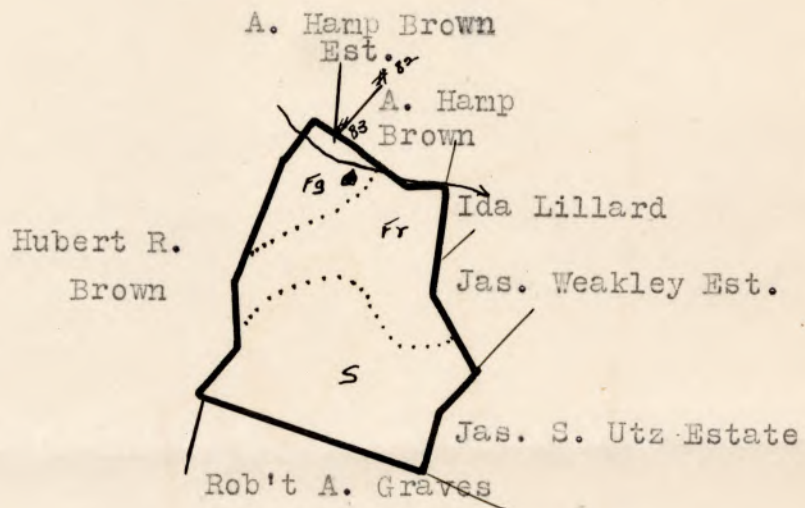 A. Hamp Brown
Est.
# 82
A. Hamp
# 83
Brown
Fg
Ida Lillard
Fr
Hubert R.
Brown
Jas. Weakley Est.
S
Jas. S. Utz Estate
Rob't A. Graves